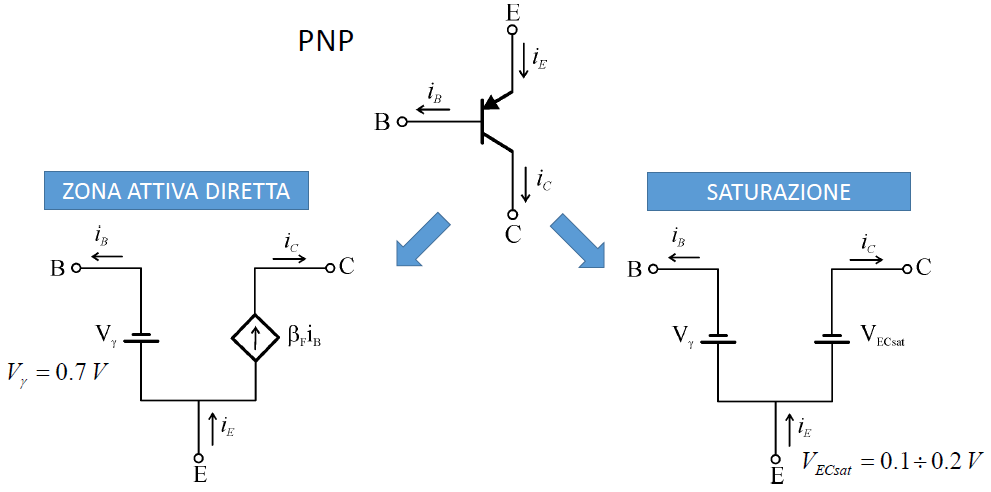 PNP
E
i_E
i_B
B
i_C
C
ZONA ATTIVA DIRETTA
SATURAZIONE
i_B
i_C
B
C
V_γ
β_F i_B
V_γ = 0.7 V
i_E
E
i_B
i_C
B
C
V_γ
V_ECsat
i_E
E
V_ECsat = 0.1 ÷ 0.2 V